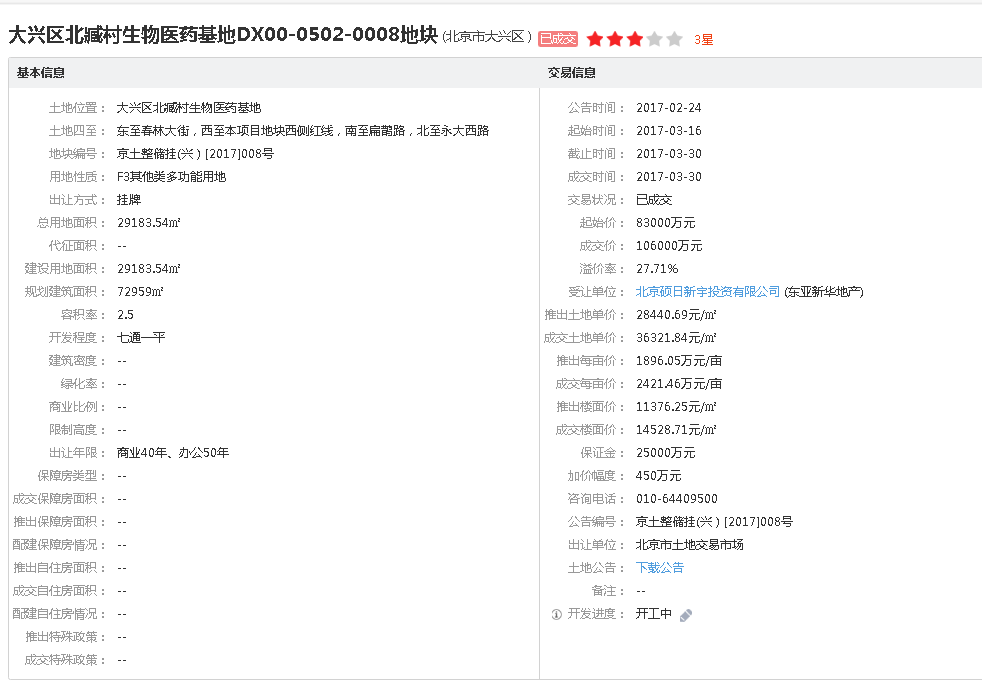 大兴区北臧村生物医药基地DX00-0502-0008地块 (北京市大兴区) 已成交 3星
基本信息
土地位置： 大兴区北臧村生物医药基地
土地四至： 东至春林大街，西至本项目地块西侧红线，南至扁鹊路，北至永大西路
地块编号： 京土整储挂(兴) [2017]008号
用地性质： F3其他类多功能用地
出让方式： 挂牌
总用地面积： 29183.54㎡
代征面积： --
建设用地面积： 29183.54㎡
规划建筑面积： 72959㎡
容积率： 2.5
开发程度： 七通一平
建筑密度： --
绿化率： --
商业比例： --
限制高度： --
出让年限： 商业40年、办公50年
保障房类型： --
成交保障房面积： --
推出保障房面积： --
配建保障房情况： --
推出自住房面积： --
成交自住房面积： --
配建自住房情况： --
推出特殊政策： --
成交特殊政策： --
交易信息
公告时间： 2017-02-24
起始时间： 2017-03-16
截止时间： 2017-03-30
成交时间： 2017-03-30
交易状况： 已成交
起始价： 83000万元
成交价： 106000万元
溢价率： 27.71%
受让单位： 北京硕日新宇投资有限公司 (东亚新华地产)
推出土地单价： 28440.69元/㎡
成交土地单价： 36321.84元/㎡
推出每亩价： 1896.05万元/亩
成交每亩价： 2421.46万元/亩
推出楼面价： 11376.25元/㎡
成交楼面价： 14528.71元/㎡
保证金： 25000万元
加价幅度： 450万元
咨询电话： 010-64409500
公告编号： 京土整储挂(兴) [2017]008号
出让单位： 北京市土地交易市场
土地公告： 下载公告
备注： --
开发进度： 开工中